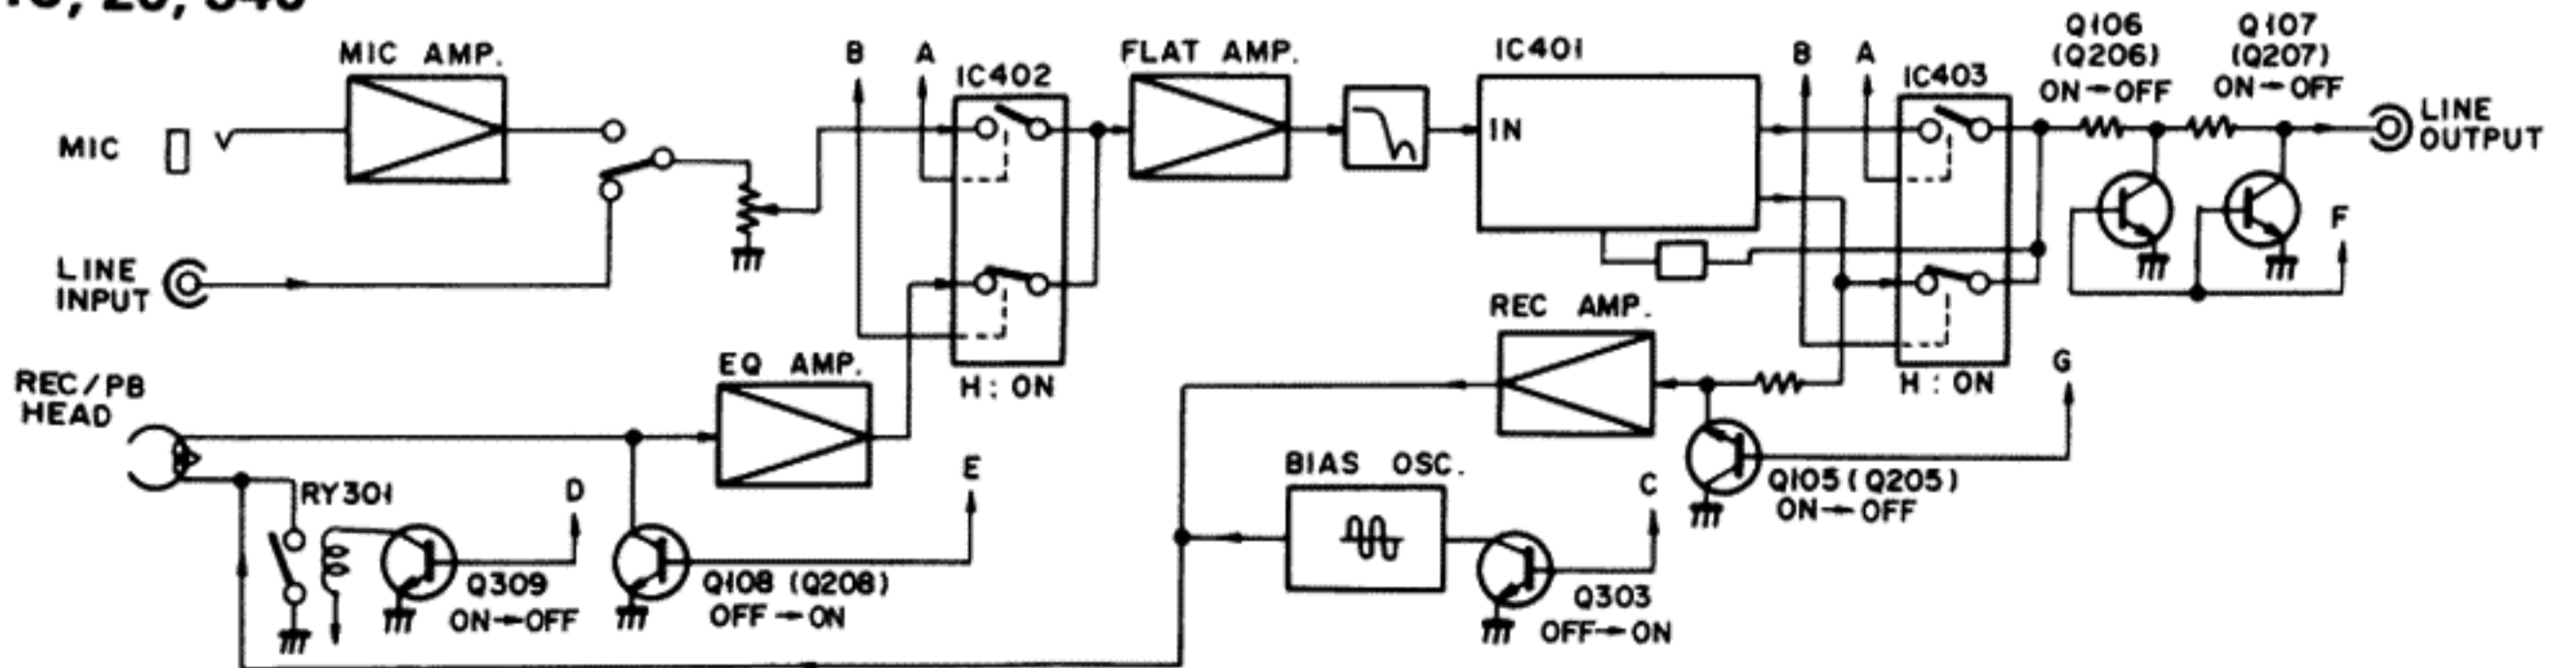 MIC AMP.
B
A
IC402
FLAT AMP.
IC401
B
A
IC403
Q106
(Q206)
ON→OFF
Q107
(Q207)
ON→OFF
MIC
IN
LINE
OUTPUT
LINE
INPUT
F
REC AMP.
EQ AMP.
H: ON
H: ON
G
REC/PB
HEAD
E
BIAS OSC.
C
Q105 (Q205)
ON→OFF
RY301
D
Q309
ON→OFF
Q108 (Q208)
OFF→ON
Q303
OFF→ON